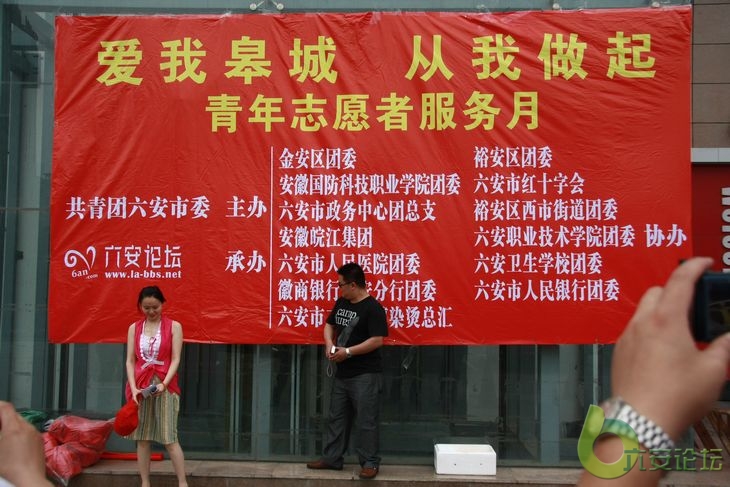 爱我皋城 从我做起
青年志愿者服务月
共青团六安市委 主办
六安论坛 承办
6an.com
www.la-bbs.net
金安区团委
安徽国防科技职业学院团委
六安市政务中心团总支
安徽皖江集团
六安市人民医院团委
徽商银行 安分行团委
六安市 染烫总汇
裕安区团委
六安市红十字会
裕安区西市街道团委
六安职业技术学院团委 协办
六安卫生学校团委
六安市人民银行团委
六安论坛